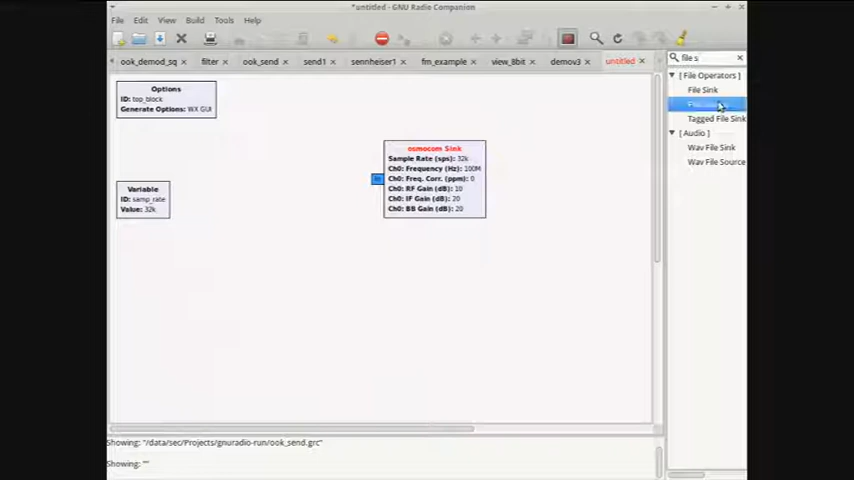 *untitled - GNU Radio Companion
File Edit View Build Tools Help
ook_demod_sq ook_send filter send1 sennheiser1 fm_example view_8bit demov3 untitled
file s
Options
ID: top_block
Generate Options: WX GUI
Variable
ID: samp_rate
Value: 32k
osmocom Sink
Sample Rate (sps): 32k
Ch0: Frequency (Hz): 100M
Ch0: Freq. Corr. (ppm): 0
Ch0: RF Gain (dB): 10
Ch0: IF Gain (dB): 20
Ch0: BB Gain (dB): 20
in
[ File Operators ]
File Sink
File
Tagged File Sink
[ Audio ]
Wav File Sink
Wav File Source
Showing: "/data/sec/Projects/gnuradio-run/ook_send.grc"
Showing: ""